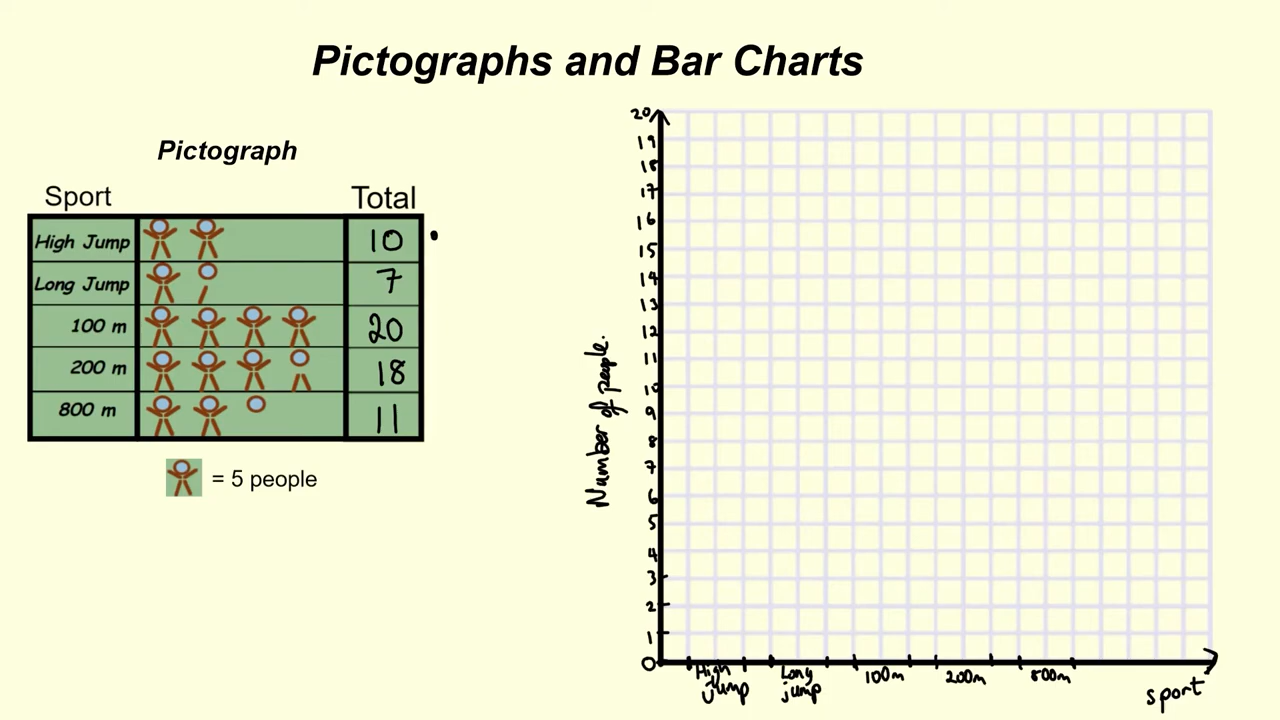 Pictographs and Bar Charts
Pictograph
Sport Total
High Jump 10
Long Jump 7
100 m 20
200 m 18
800 m 11
= 5 people
Number of people.
20
19
18
17
16
15
14
13
12
11
10
9
8
7
6
5
4
3
2
1
0
High Jump
Long jump
100m
200m
800m
sport